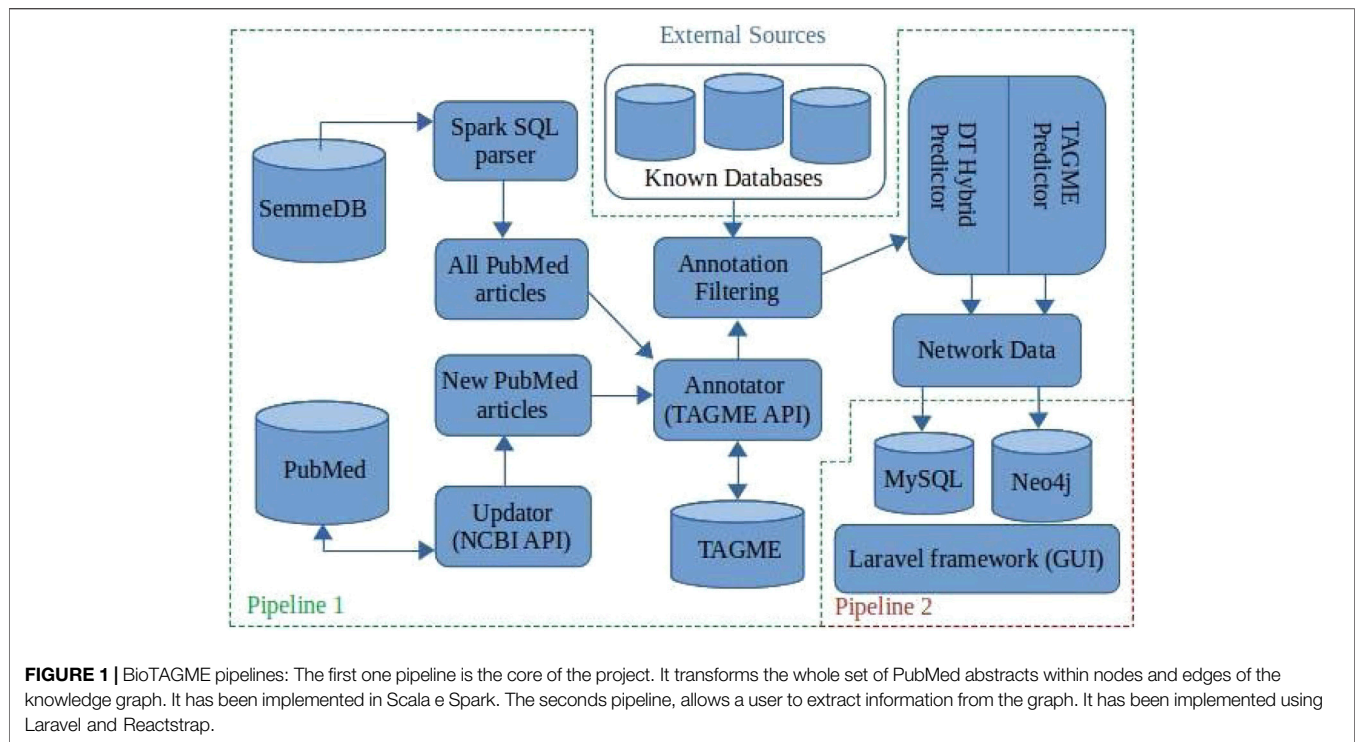 External Sources
Known Databases
SemmeDB
Spark SQL
parser
All PubMed
articles
New PubMed
articles
PubMed
Updator
(NCBI API)
Annotation
Filtering
Annotator
(TAGME API)
TAGME
DT Hybrid
Predictor
TAGME
Predictor
Network Data
MySQL
Neo4j
Laravel framework (GUI)
Pipeline 1
Pipeline 2
FIGURE 1 | BioTAGME pipelines: The first one pipeline is the core of the project. It transforms the whole set of PubMed abstracts within nodes and edges of the
knowledge graph. It has been implemented in Scala e Spark. The seconds pipeline, allows a user to extract information from the graph. It has been implemented using
Laravel and Reactstrap.